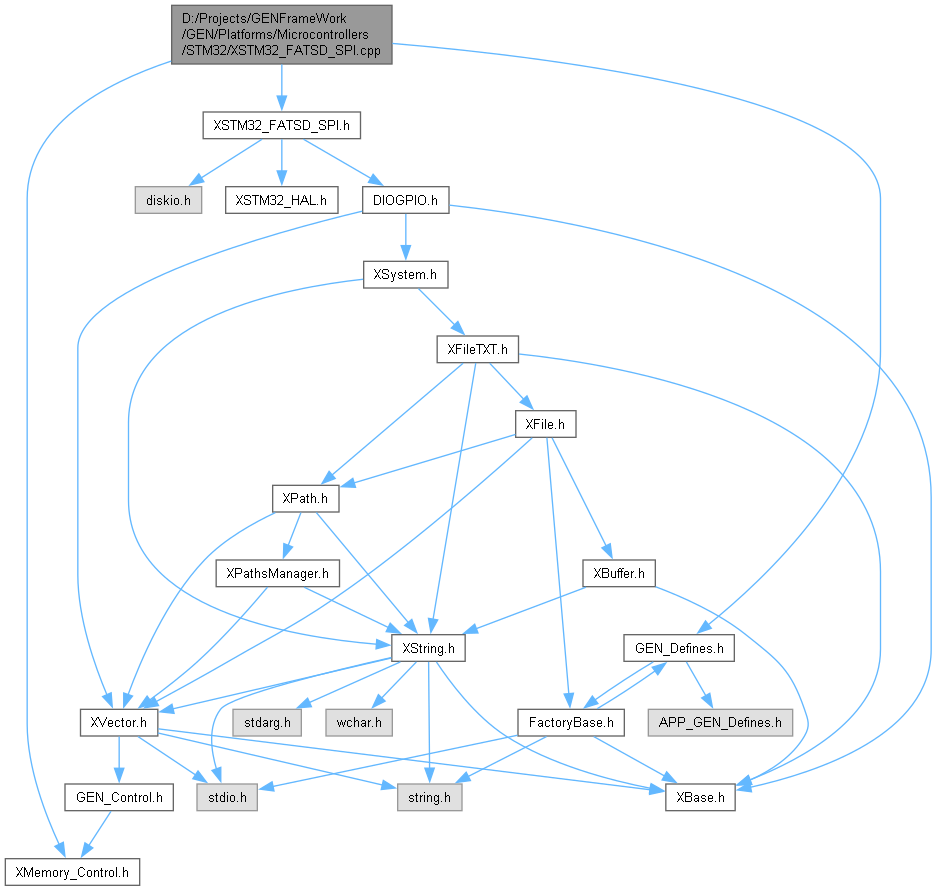 D:/Projects/GENFrameWork
/GEN/Platforms/Microcontrollers
/STM32/XSTM32_FATSD_SPI.cpp
XSTM32_FATSD_SPI.h
diskio.h
XSTM32_HAL.h
DIOGPIO.h
XSystem.h
XFileTXT.h
XFile.h
XPath.h
XPathsManager.h
XBuffer.h
XString.h
GEN_Defines.h
XVector.h
stdarg.h
wchar.h
FactoryBase.h
APP_GEN_Defines.h
GEN_Control.h
stdio.h
string.h
XBase.h
XMemory_Control.h